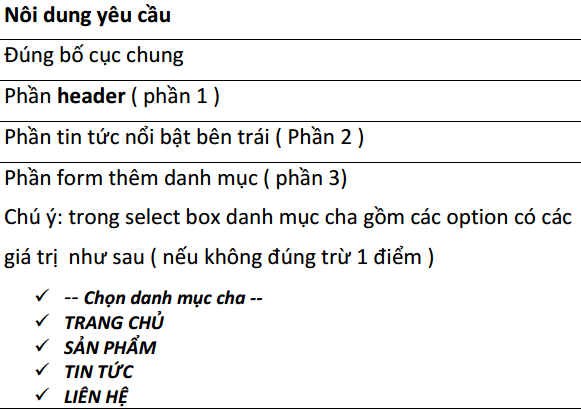 Nôi dung yêu cầu
Đúng bố cục chung
Phần header ( phần 1 )
Phần tin tức nổi bật bên trái ( Phần 2 )
Phần form thêm danh mục ( phần 3)
Chú ý: trong select box danh mục cha gồm các option có các
giá trị như sau ( nếu không đúng trừ 1 điểm )
✓ -- Chọn danh mục cha --
✓ TRANG CHỦ
✓ SẢN PHẨM
✓ TIN TỨC
✓ LIÊN HỆ